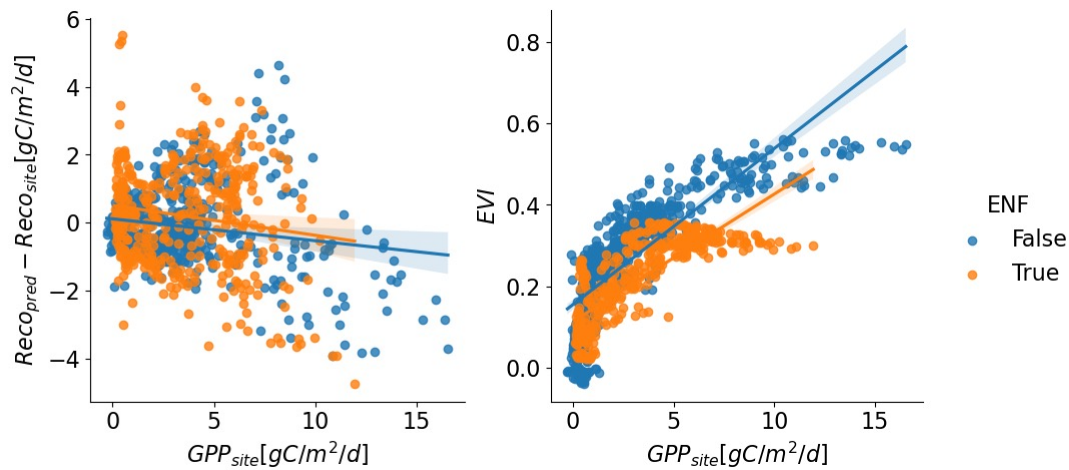 6
4
2
0
−2
−4
Reco_pred − Reco_site[gC/m²/d]
0 5 10 15
GPP_site[gC/m²/d]
0.8
0.6
0.4
0.2
0.0
EVI
0 5 10 15
GPP_site[gC/m²/d]
ENF
False
True